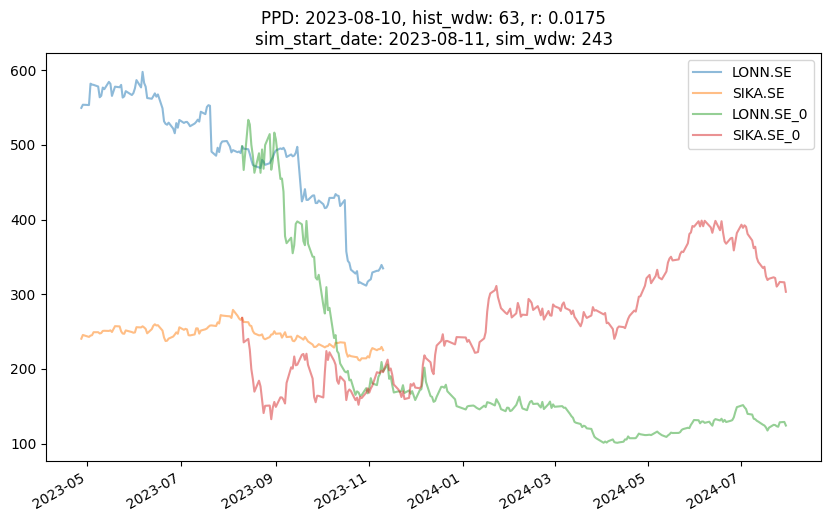 PPD: 2023-08-10, hist_wdw: 63, r: 0.0175
sim_start_date: 2023-08-11, sim_wdw: 243
600
500
400
300
200
100
LONN.SE
SIKA.SE
LONN.SE_0
SIKA.SE_0
2023-05
2023-07
2023-09
2023-11
2024-01
2024-03
2024-05
2024-07